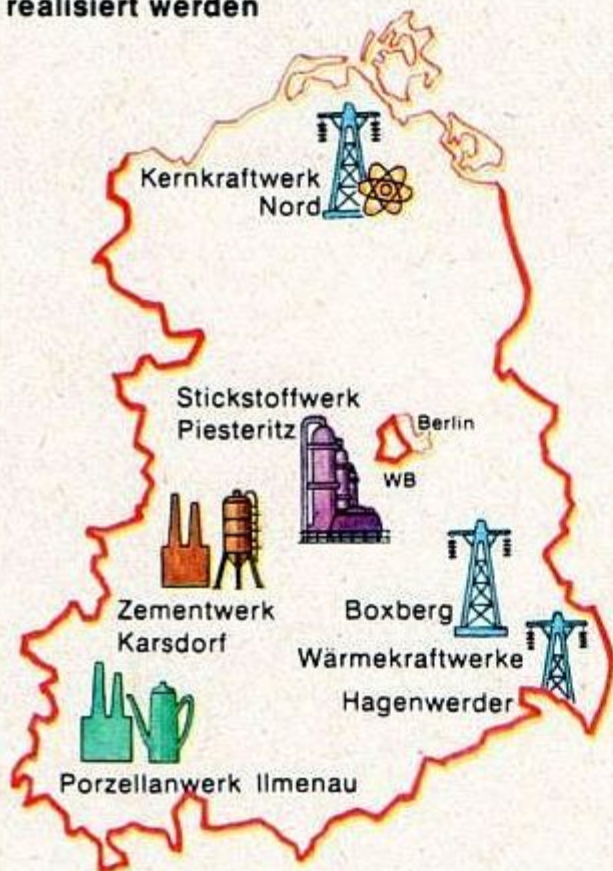 realisiert werden
Kernkraftwerk
Nord
Stickstoffwerk
Piesteritz
Berlin
WB
Zementwerk
Karsdorf
Boxberg
Wärmekraftwerke
Hagenwerder
Porzellanwerk Ilmenau